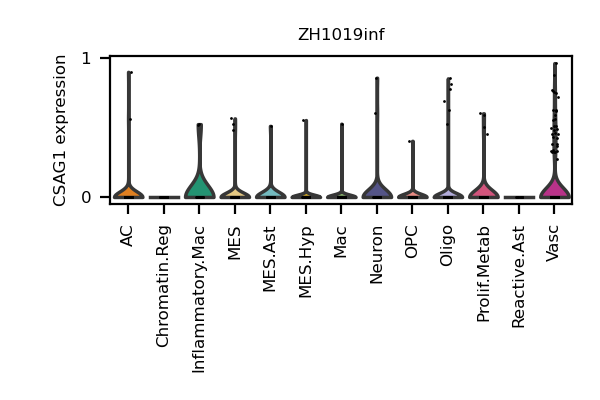 ZH1019inf
CSAG1 expression
1
0
AC
Chromatin.Reg
Inflammatory.Mac
MES
MES.Ast
MES.Hyp
Mac
Neuron
OPC
Oligo
Prolif.Metab
Reactive.Ast
Vasc